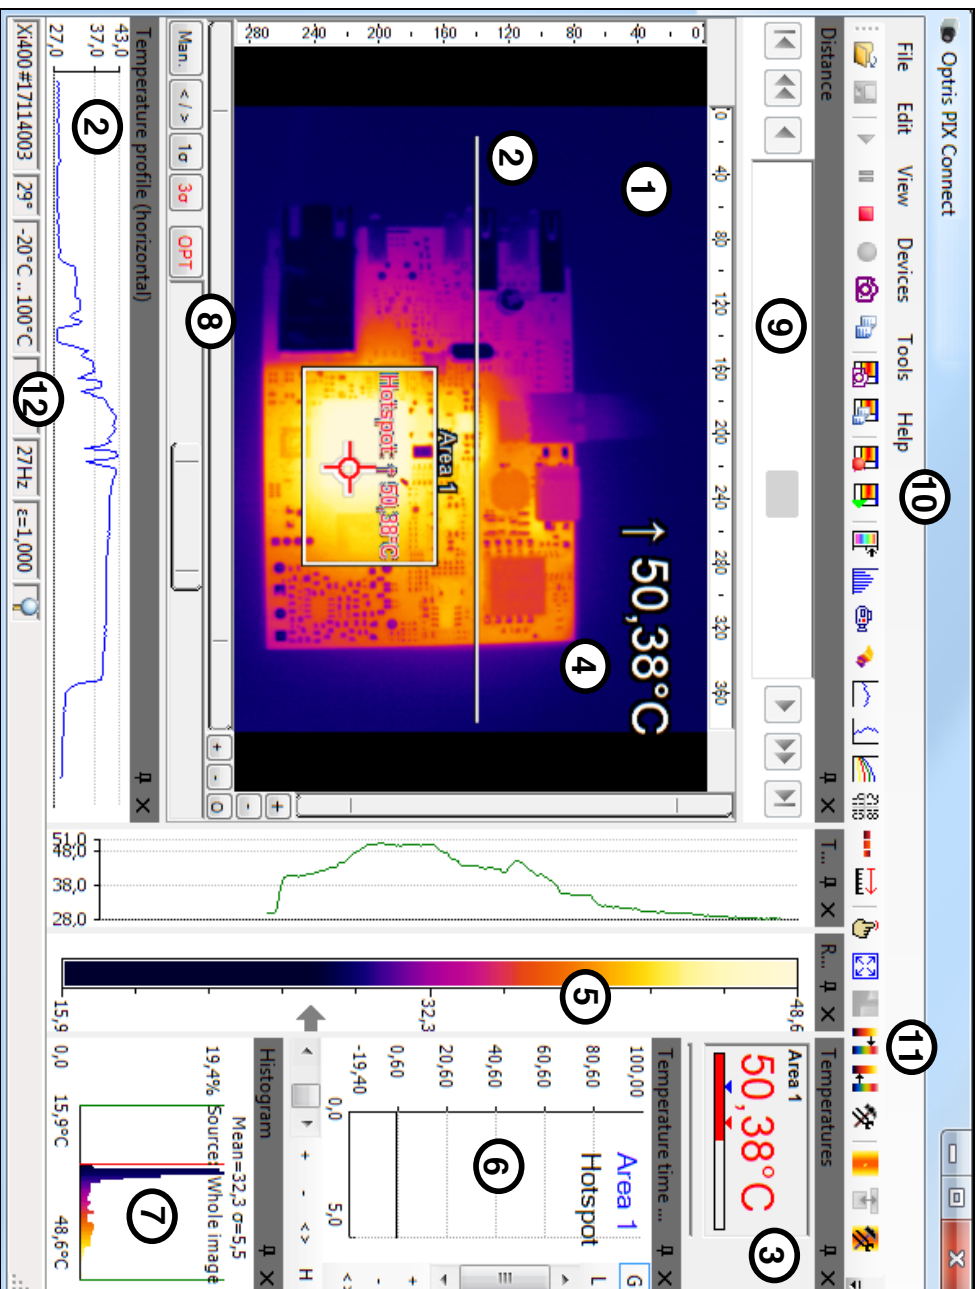 Optris PIX Connect
File Edit View Devices Tools Help
10
11
Distance
9
0 40 80 120 160 200 240 280 320 360
0
40
80
120
160
200
240
280
1
2
↑ 50,38°C
4
Area 1
Hotspot: + 50,38°C
8
+ - O
+
-
Man. < / > 1σ 3σ OPT
Temperature profile (horizontal)
43,0
37,0
27,0
2
T...
51,0
48,0
38,0
28,0
R...
48,6
32,3
15,9
5
Temperatures
Area 1
50,38°C
3
Temperature time ...
100,00
80,60
60,60
40,60
20,60
0,60
-19,40
0,0
5,0
Area 1
Hotspot
6
G
L
+
-
<>
+ - <> H
Histogram
Mean=32,3 σ=5,5
19,4% Source: Whole image
7
0,0 15,9°C 48,6°C
Xi400 #17114003 29° -20°C .. 100°C 27Hz ε=1,000
12